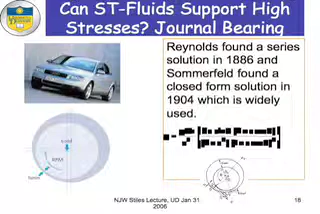 Can ST-Fluids Support High
Stresses? Journal Bearing
Reynolds found a series
solution in 1886 and
Sommerfeld found a
closed form solution in
1904 which is widely
used.
RPM
NJW Stiles Lecture, UD Jan 31
2006
18